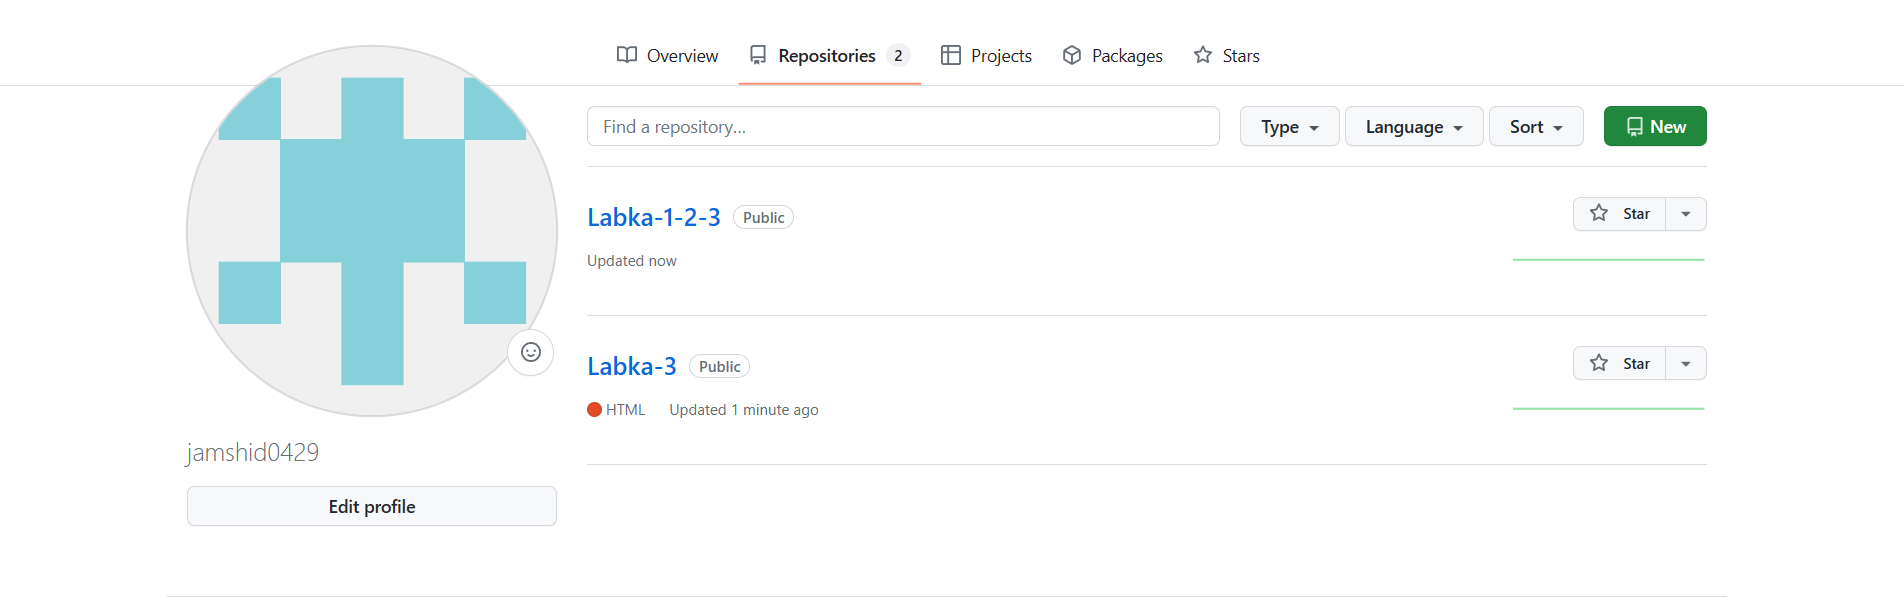 Overview Repositories 2 Projects Packages Stars
Find a repository... Type Language Sort New
Labka-1-2-3 Public Star
Updated now
Labka-3 Public Star
HTML Updated 1 minute ago
jamshid0429
Edit profile